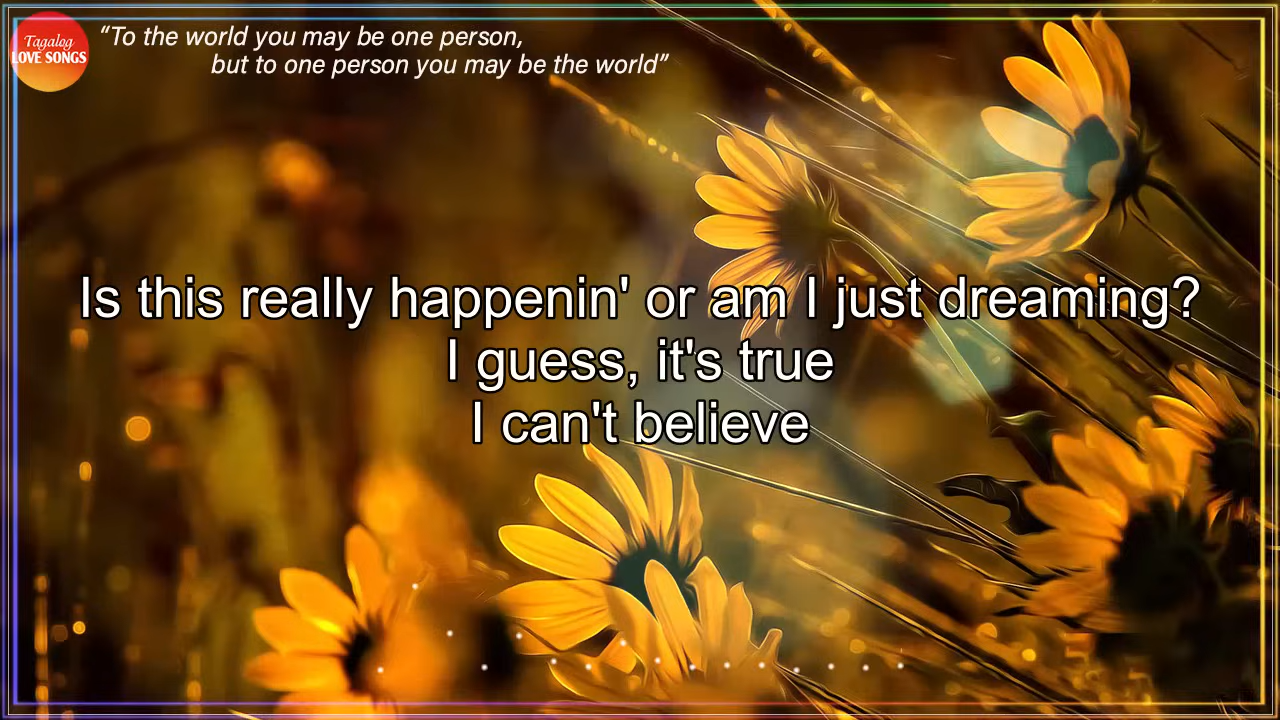 Tagalog
LOVE SONGS
“To the world you may be one person,
but to one person you may be the world”
Is this really happenin' or am I just dreaming?
I guess, it's true
I can't believe